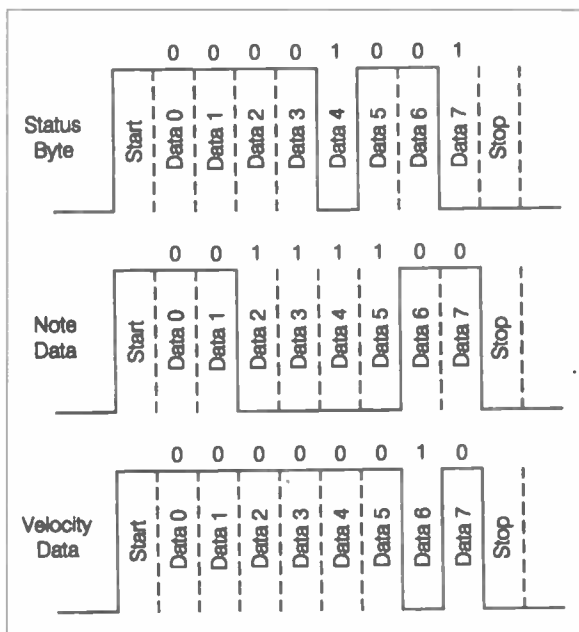 0 0 0 0 1 0 0 1
Status Byte
Start Data 0 Data 1 Data 2 Data 3 Data 4 Data 5 Data 6 Data 7 Stop
0 0 1 1 1 1 0 0
Note Data
Start Data 0 Data 1 Data 2 Data 3 Data 4 Data 5 Data 6 Data 7 Stop
0 0 0 0 0 0 1 0
Velocity Data
Start Data 0 Data 1 Data 2 Data 3 Data 4 Data 5 Data 6 Data 7 Stop